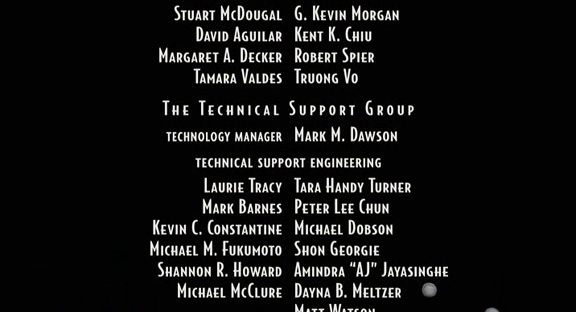 Stuart McDougal G. Kevin Morgan
David Aguilar Kent K. Chiu
Margaret A. Decker Robert Spier
Tamara Valdes Truong Vo
The Technical Support Group
technology manager Mark M. Dawson
technical support engineering
Laurie Tracy Tara Handy Turner
Mark Barnes Peter Lee Chun
Kevin C. Constantine Michael Dobson
Michael M. Fukumoto Shon Georgie
Shannon R. Howard Amindra “AJ” Jayasinghe
Michael McClure Dayna B. Meltzer
Matt Watson